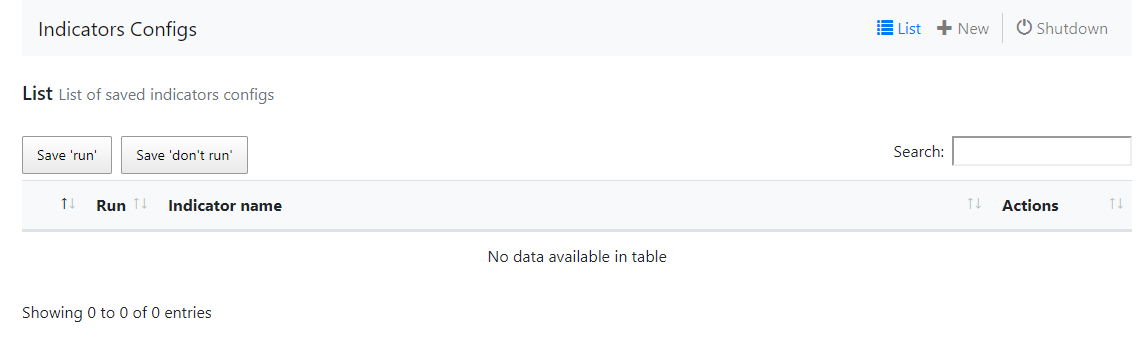 Indicators Configs List New Shutdown
List List of saved indicators configs
Save 'run' Save 'don't run' Search:
Run Indicator name Actions
No data available in table
Showing 0 to 0 of 0 entries